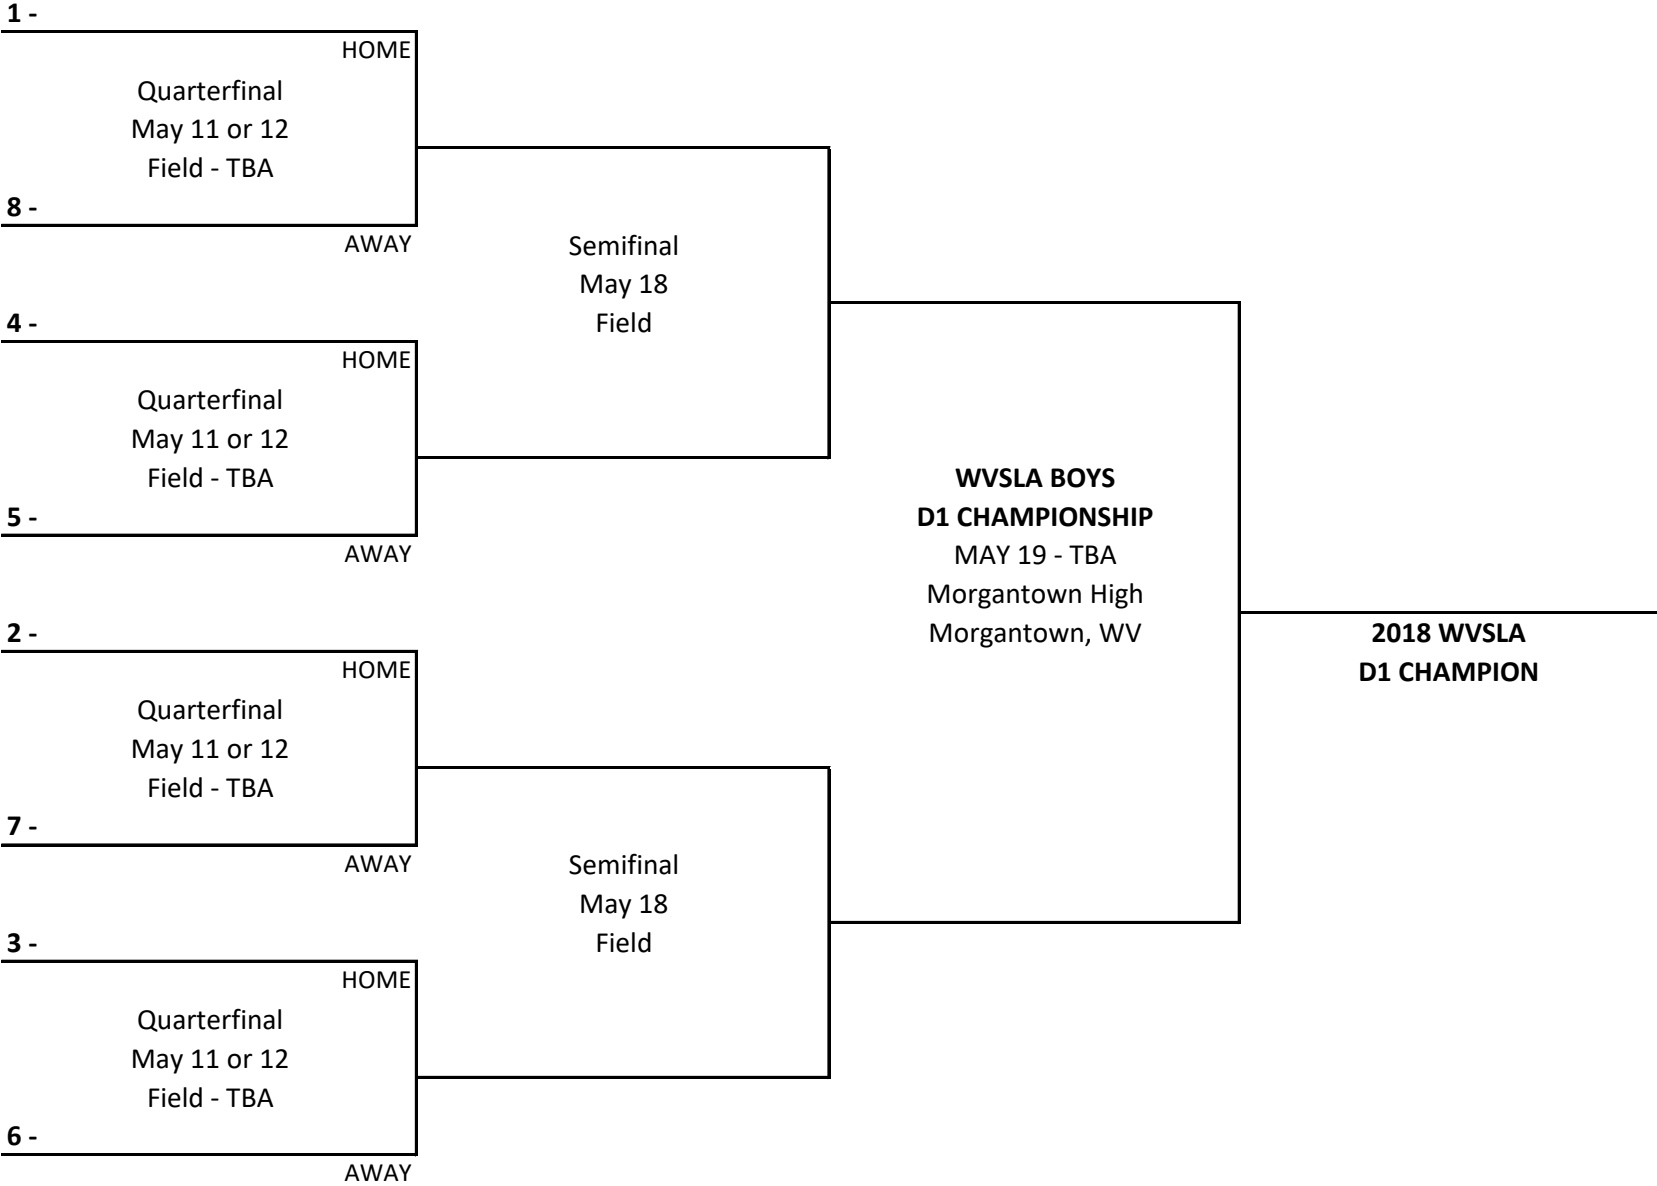 1 -
HOME
Quarterfinal
May 11 or 12
Field - TBA
8 -
AWAY
Semifinal
May 18
Field
4 -
HOME
Quarterfinal
May 11 or 12
Field - TBA
5 -
AWAY
WVSLA BOYS
D1 CHAMPIONSHIP
MAY 19 - TBA
Morgantown High
Morgantown, WV
2018 WVSLA
D1 CHAMPION
2 -
HOME
Quarterfinal
May 11 or 12
Field - TBA
7 -
AWAY
Semifinal
May 18
Field
3 -
HOME
Quarterfinal
May 11 or 12
Field - TBA
6 -
AWAY